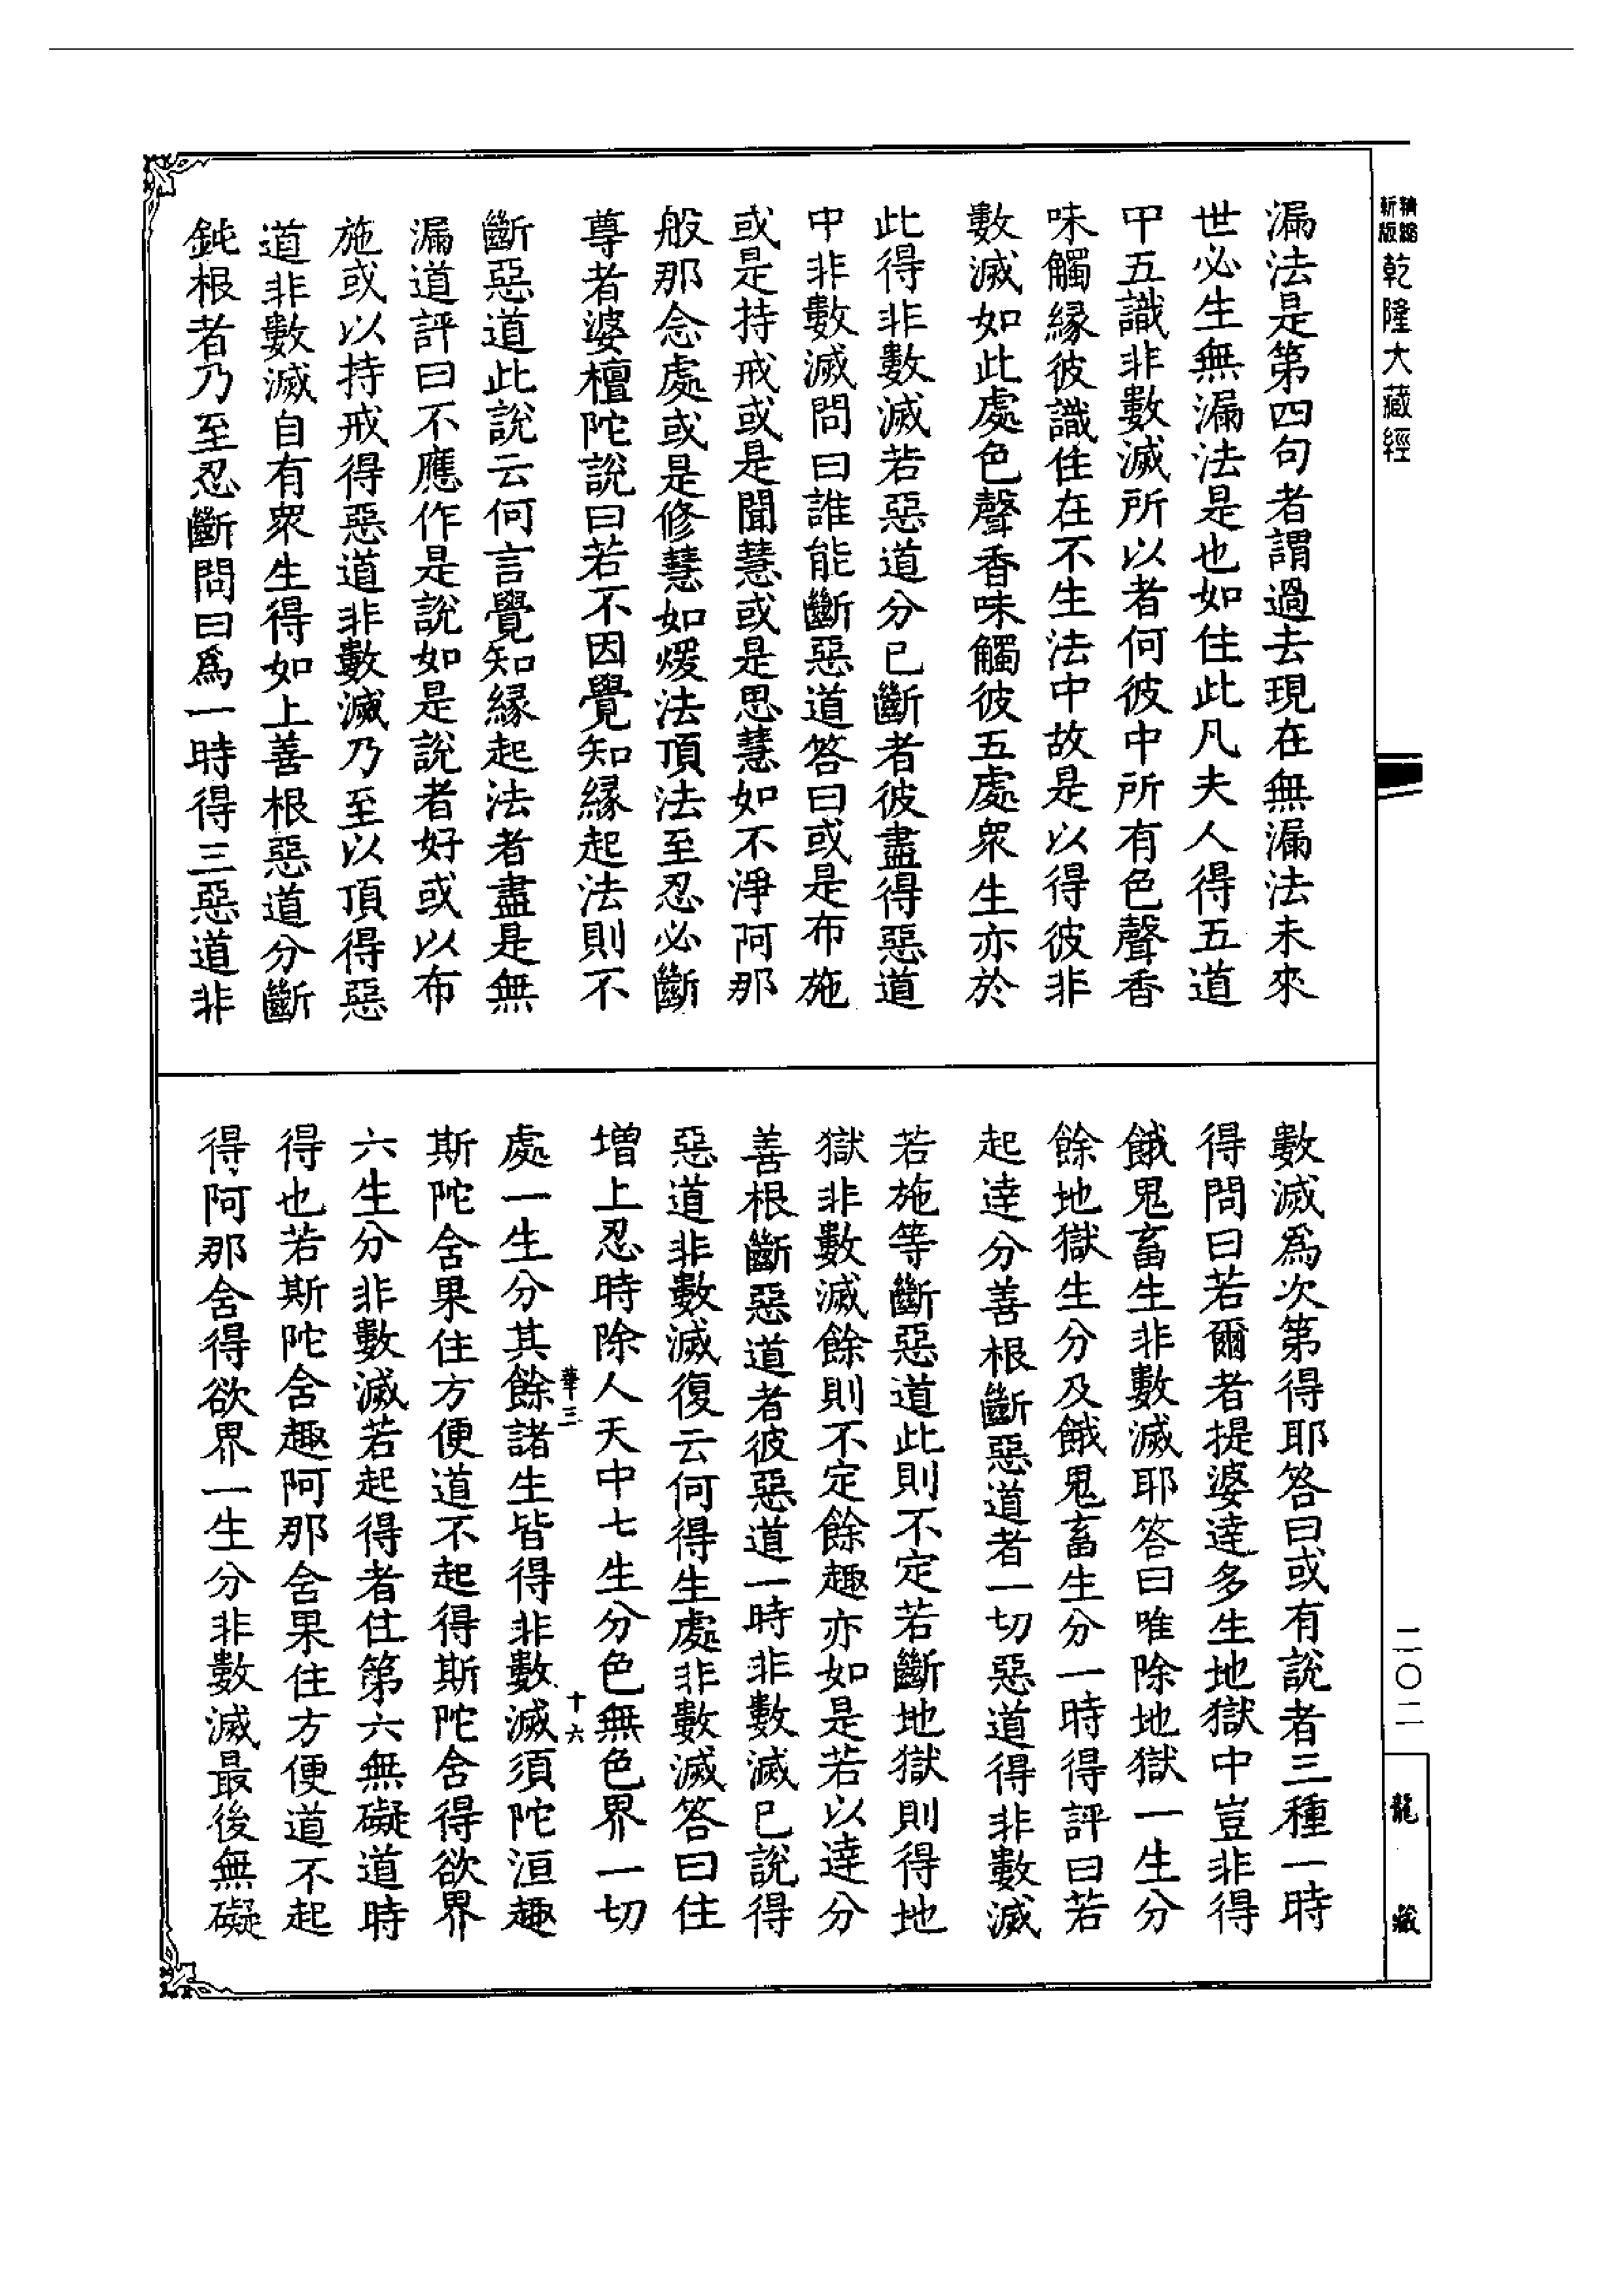 精縮新版乾隆大藏經
漏法是第四句者謂過去現在無漏法未來
世必生無漏法是也如住此凡夫人得五道
中五識非數滅所以者何彼中所有色聲香
味觸緣彼識住在不生法中故是以得彼非
數滅如此處色聲香味觸彼五處眾生亦於
此得非數滅若惡道分已斷者彼盡得惡道
中非數滅問曰誰能斷惡道答曰或是布施
或是持戒或是聞慧或是思慧如不淨阿那
般那念處或是修慧如煖法頂法至忍必斷
尊者婆檀陀說曰若不因覺知緣起法則不
斷惡道此說云何言覺知緣起法者盡是無
漏道評曰不應作是說如是說者好或以布
施或以持戒得惡道非數滅乃至以頂得惡
道非數滅自有眾生得如上善根惡道分斷
鈍根者乃至忍斷問曰爲一時得三惡道非
數滅爲次第得耶答曰或有說者三種一時
得問曰若爾者提婆達多生地獄中豈非得
餓鬼畜生非數滅耶答曰唯除地獄一生分
餘地獄生分及餓鬼畜生分一時得評曰若
起達分善根斷惡道者一切惡道得非數滅
若施等斷惡道此則不定若斷地獄則得地
獄非數滅餘則不定餘趣亦如是若以達分
善根斷惡道者彼惡道一時非數滅已說得
惡道非數滅復云何得生處非數滅答曰住
增上忍時除人天中七生分色無色界一切
華三 十六
處一生分其餘諸生皆得非數滅須陀洹趣
斯陀舍果住方便道不起得斯陀舍得欲界
六生分非數滅若起得者住第六無礙道時
得也若斯陀舍趣阿那舍果住方便道不起
得阿那舍得欲界一生分非數滅最後無礙
二〇二
龍藏